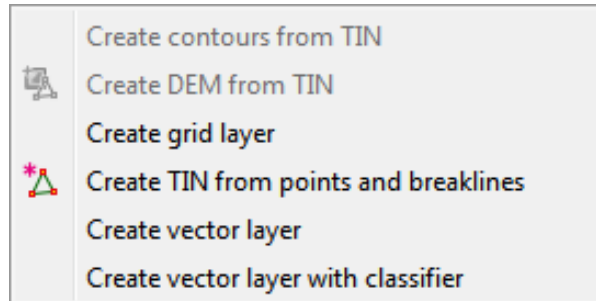 Create contours from TIN
Create DEM from TIN
Create grid layer
Create TIN from points and breaklines
Create vector layer
Create vector layer with classifier